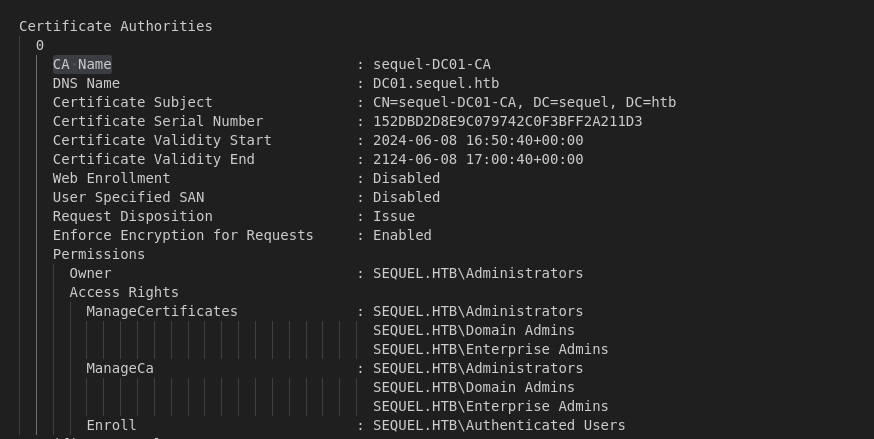 Certificate Authorities
0
CA Name : sequel-DC01-CA
DNS Name : DC01.sequel.htb
Certificate Subject : CN=sequel-DC01-CA, DC=sequel, DC=htb
Certificate Serial Number : 152DBD2D8E9C079742C0F3BFF2A211D3
Certificate Validity Start : 2024-06-08 16:50:40+00:00
Certificate Validity End : 2124-06-08 17:00:40+00:00
Web Enrollment : Disabled
User Specified SAN : Disabled
Request Disposition : Issue
Enforce Encryption for Requests : Enabled
Permissions
Owner : SEQUEL.HTB\Administrators
Access Rights
ManageCertificates : SEQUEL.HTB\Administrators
SEQUEL.HTB\Domain Admins
SEQUEL.HTB\Enterprise Admins
ManageCa : SEQUEL.HTB\Administrators
SEQUEL.HTB\Domain Admins
SEQUEL.HTB\Enterprise Admins
Enroll : SEQUEL.HTB\Authenticated Users